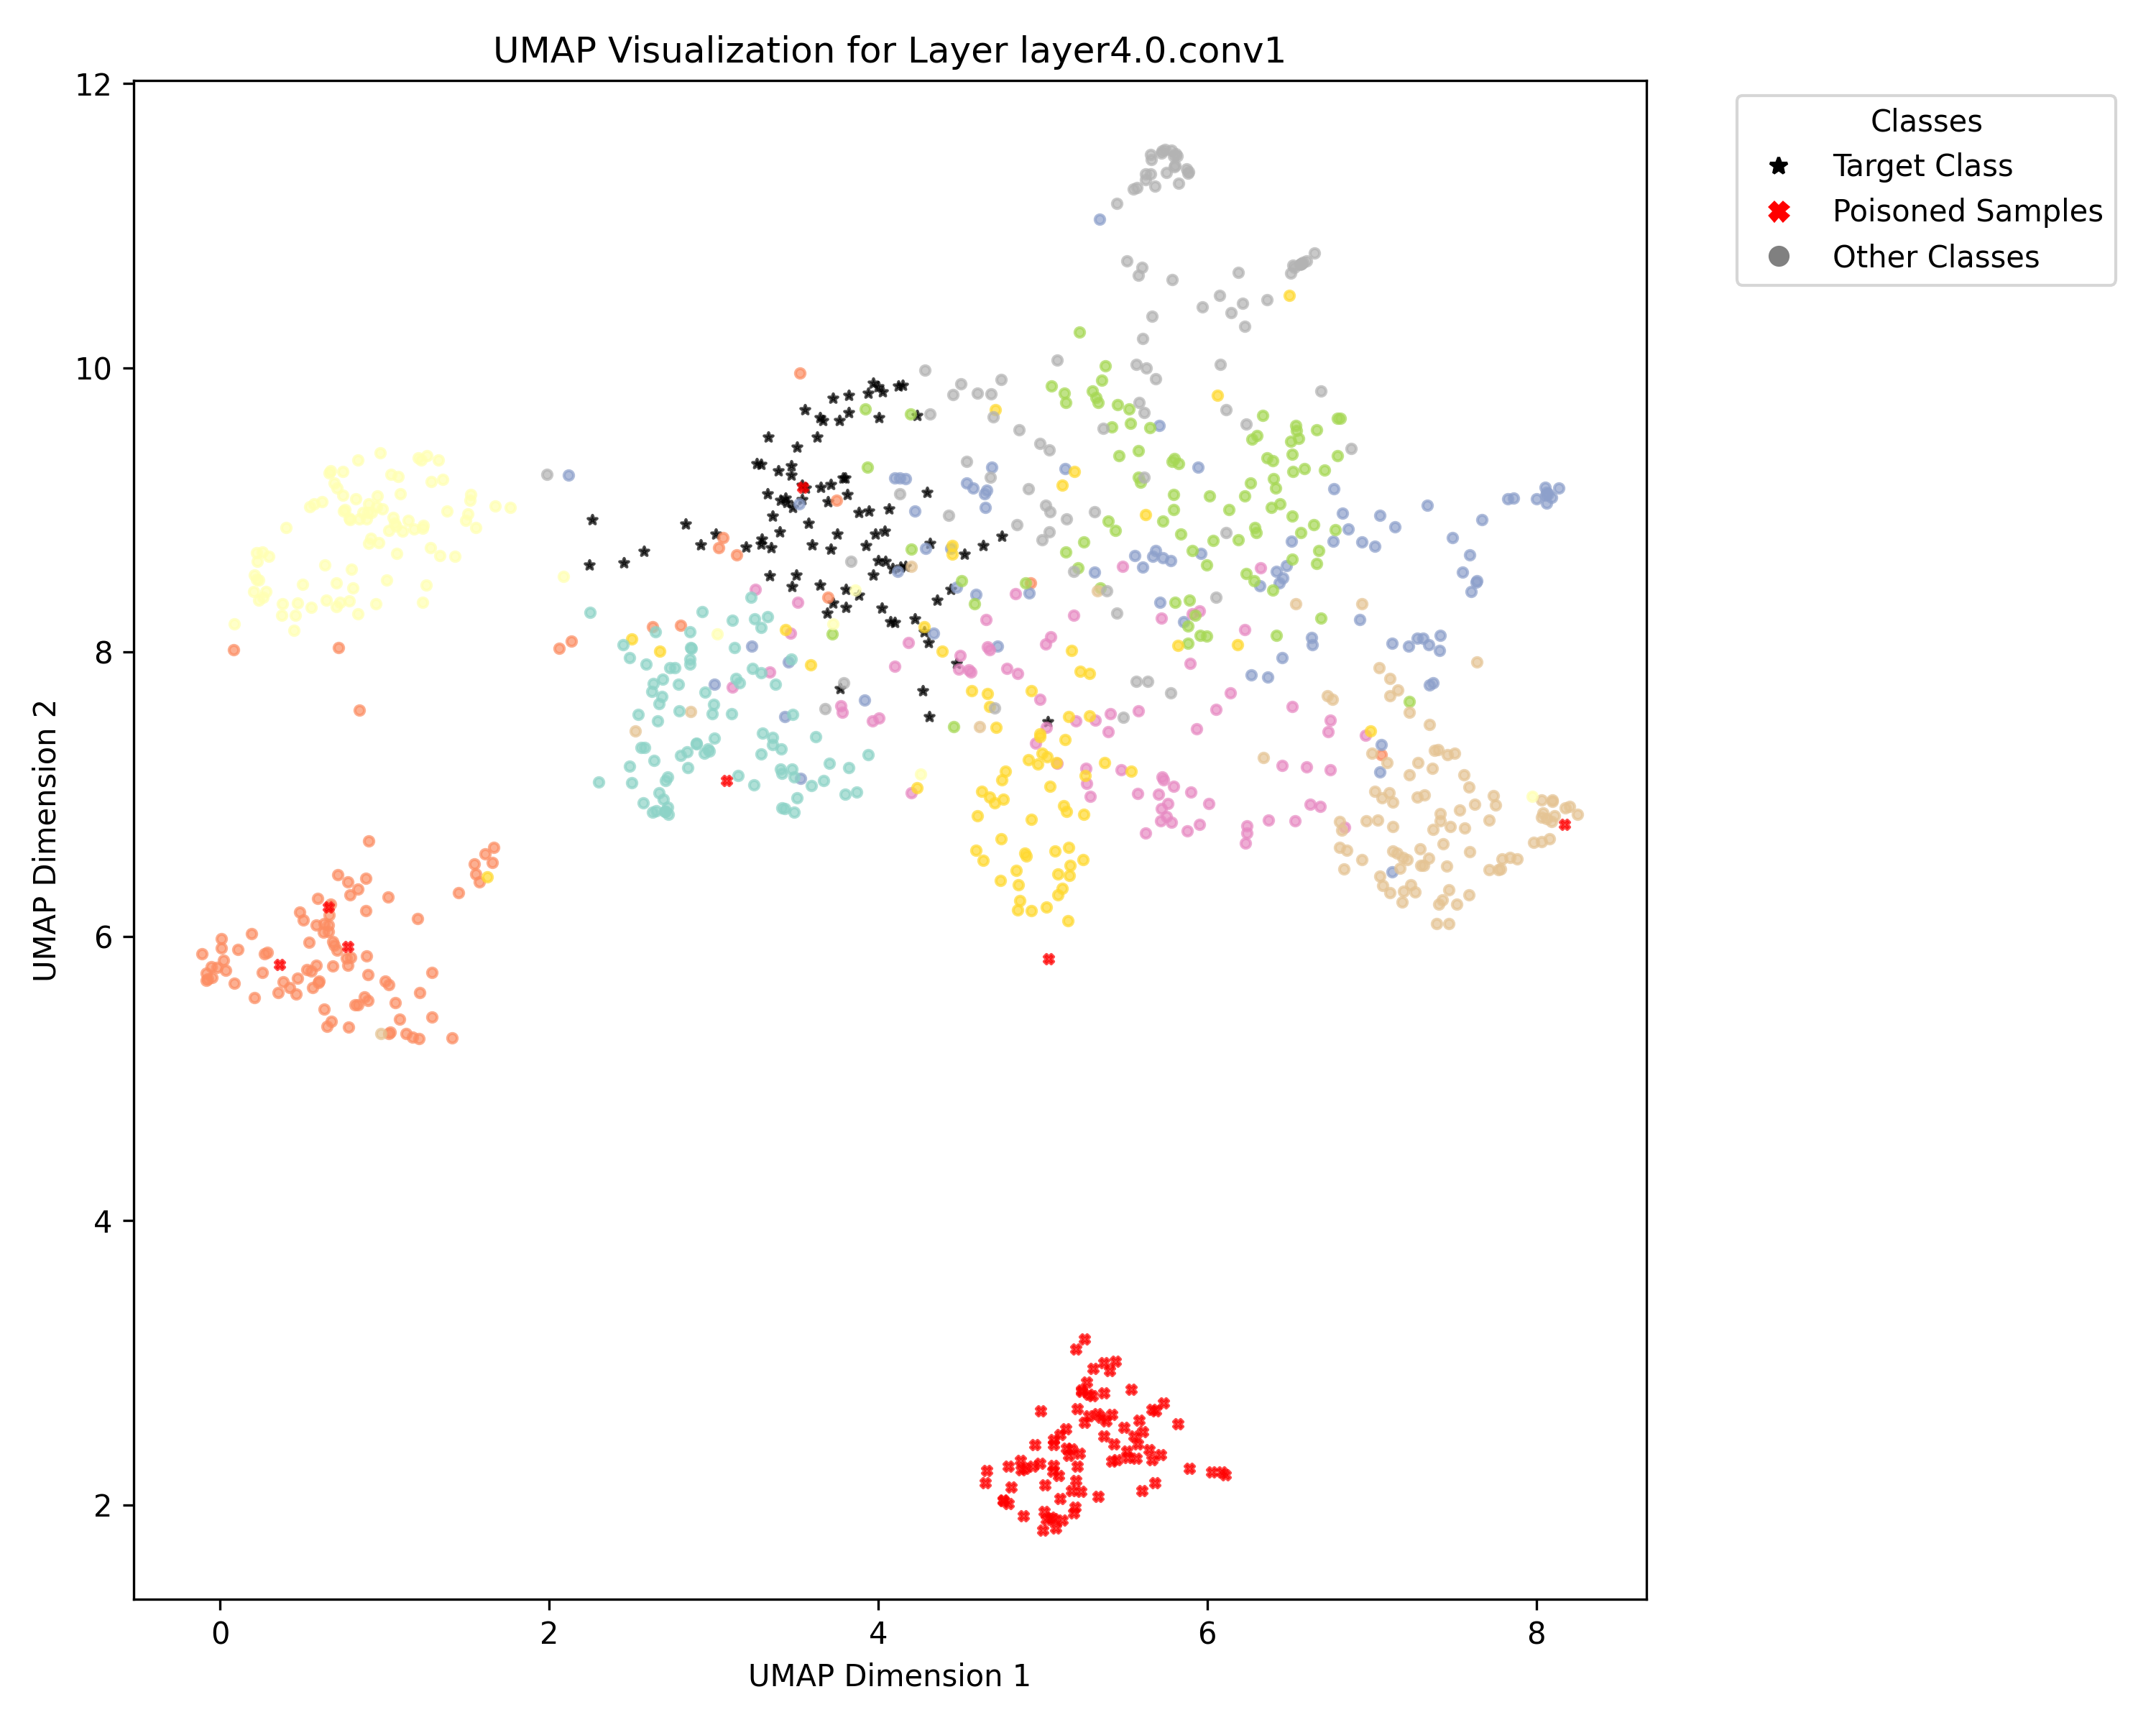 UMAP Visualization for Layer layer4.0.conv1
12
10
8
6
4
2
UMAP Dimension 2
0
2
4
6
8
UMAP Dimension 1
Classes
Target Class
Poisoned Samples
Other Classes